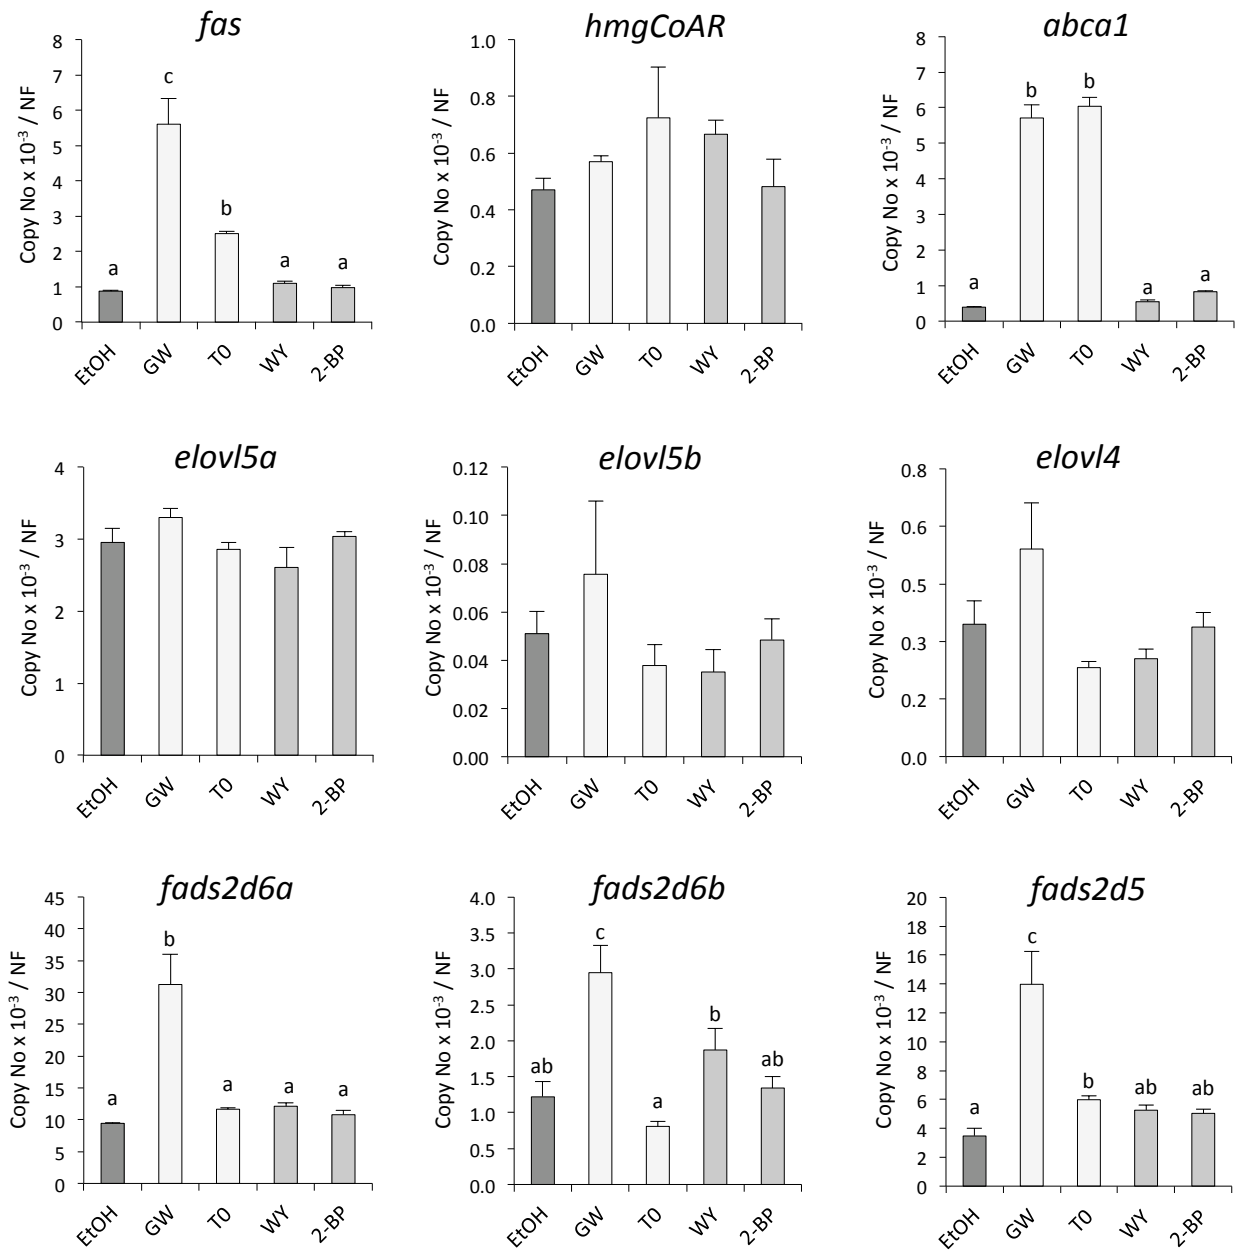 fas
hmgCoAR
abca1
Copy No x 10⁻³ / NF
8
7
6
5
4
3
2
1
0
c
b
a
a
a
EtOH
GW
T0
WY
2-BP
Copy No x 10⁻³ / NF
1.0
0.8
0.6
0.4
0.2
0.0
EtOH
GW
T0
WY
2-BP
Copy No x 10⁻³ / NF
8
7
6
5
4
3
2
1
0
a
b
b
a
a
EtOH
GW
T0
WY
2-BP
elovl5a
elovl5b
elovl4
Copy No x 10⁻³ / NF
4
3
2
1
0
EtOH
GW
T0
WY
2-BP
Copy No x 10⁻³ / NF
0.12
0.10
0.08
0.06
0.04
0.02
0.00
EtOH
GW
T0
WY
2-BP
Copy No x 10⁻³ / NF
0.8
0.6
0.5
0.3
0.2
0.0
EtOH
GW
T0
WY
2-BP
fads2d6a
fads2d6b
fads2d5
Copy No x 10⁻³ / NF
45
40
35
30
25
20
15
10
5
0
a
b
a
a
a
EtOH
GW
T0
WY
2-BP
Copy No x 10⁻³ / NF
4.0
3.5
3.0
2.5
2.0
1.5
1.0
0.5
0.0
ab
c
a
b
ab
EtOH
GW
T0
WY
2-BP
Copy No x 10⁻³ / NF
20
18
16
14
12
10
8
6
4
2
0
a
c
b
ab
ab
EtOH
GW
T0
WY
2-BP